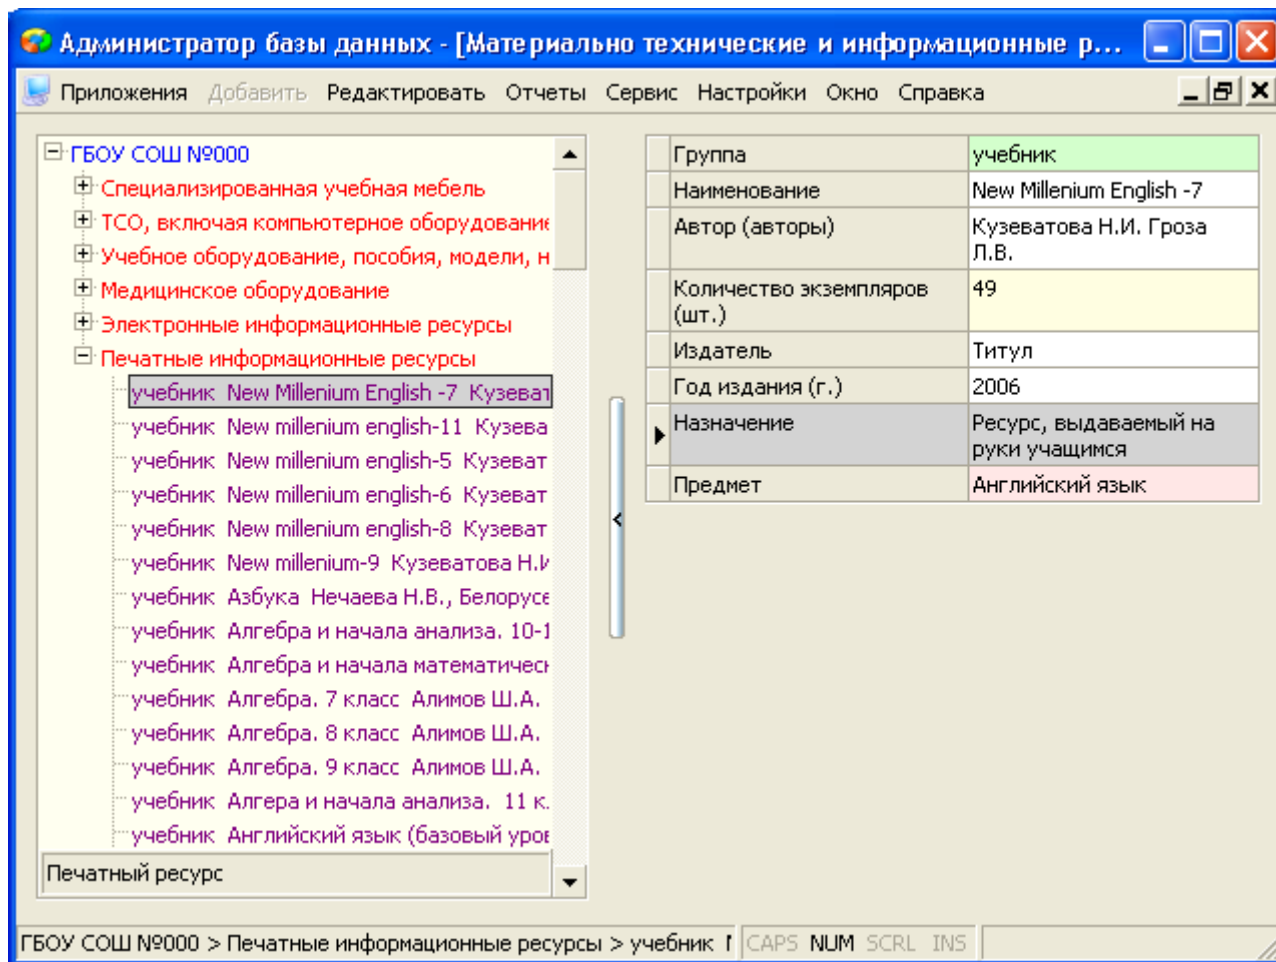 Администратор базы данных - [Материально технические и информационные р...
Приложения Добавить Редактировать Отчеты Сервис Настройки Окно Справка
ГБОУ СОШ №000
Специализированная учебная мебель
ТСО, включая компьютерное оборудование
Учебное оборудование, пособия, модели, н
Медицинское оборудование
Электронные информационные ресурсы
Печатные информационные ресурсы
учебник New Millenium English -7 Кузеват
учебник New millenium english-11 Кузева
учебник New millenium english-5 Кузеват
учебник New millenium english-6 Кузеват
учебник New millenium english-8 Кузеват
учебник New millenium-9 Кузеватова Н.И
учебник Азбука Нечаева Н.В., Белорусе
учебник Алгебра и начала анализа. 10-1
учебник Алгебра и начала математичес
учебник Алгебра. 7 класс Алимов Ш.А.
учебник Алгебра. 8 класс Алимов Ш.А.
учебник Алгебра. 9 класс Алимов Ш.А.
учебник Алгера и начала анализа. 11 к.
учебник Английский язык (базовый уров
Печатный ресурс
Группа учебник
Наименование New Millenium English -7
Автор (авторы) Кузеватова Н.И. Гроза
Л.В.
Количество экземпляров 49
(шт.)
Издатель Титул
Год издания (г.) 2006
Назначение Ресурс, выдаваемый на
руки учащимся
Предмет Английский язык
ГБОУ СОШ №000 > Печатные информационные ресурсы > учебник CAPS NUM SCRL INS